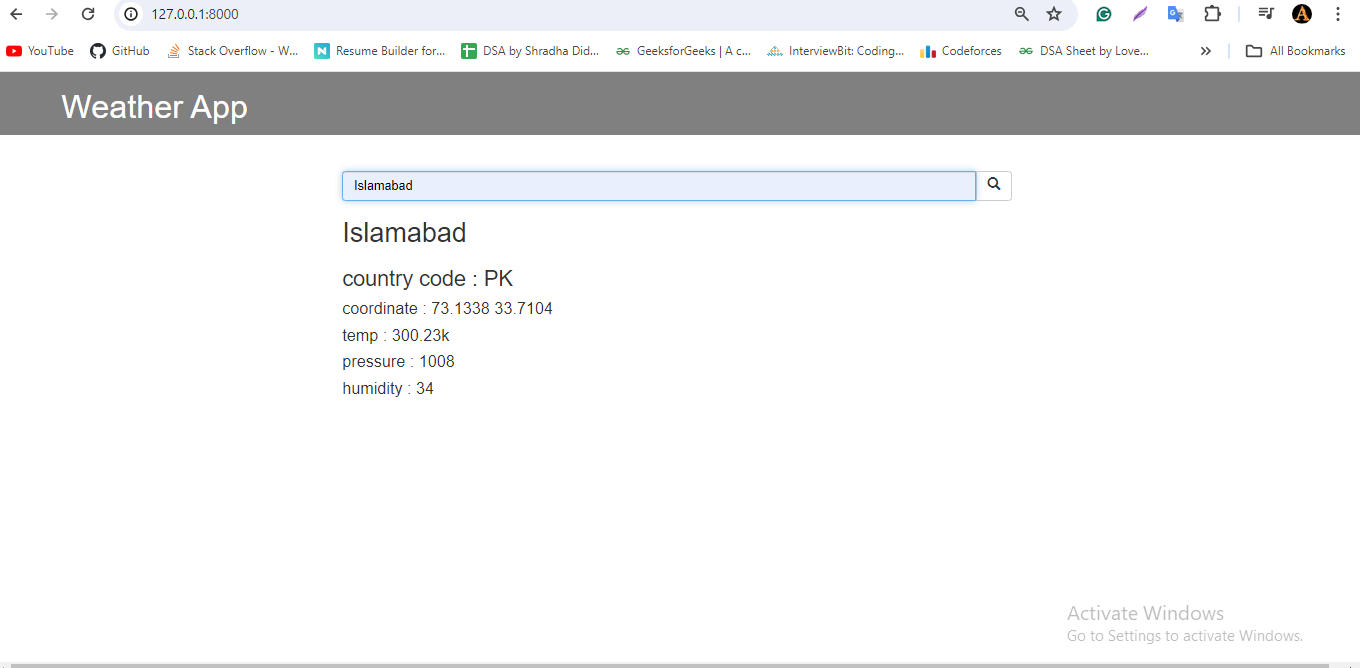 127.0.0.1:8000
YouTube GitHub Stack Overflow - W... Resume Builder for... DSA by Shradha Did... GeeksforGeeks | A c... InterviewBit: Coding... Codeforces DSA Sheet by Love... » All Bookmarks
Weather App
Islamabad
Islamabad
country code : PK
coordinate : 73.1338 33.7104
temp : 300.23k
pressure : 1008
humidity : 34
Activate Windows
Go to Settings to activate Windows.